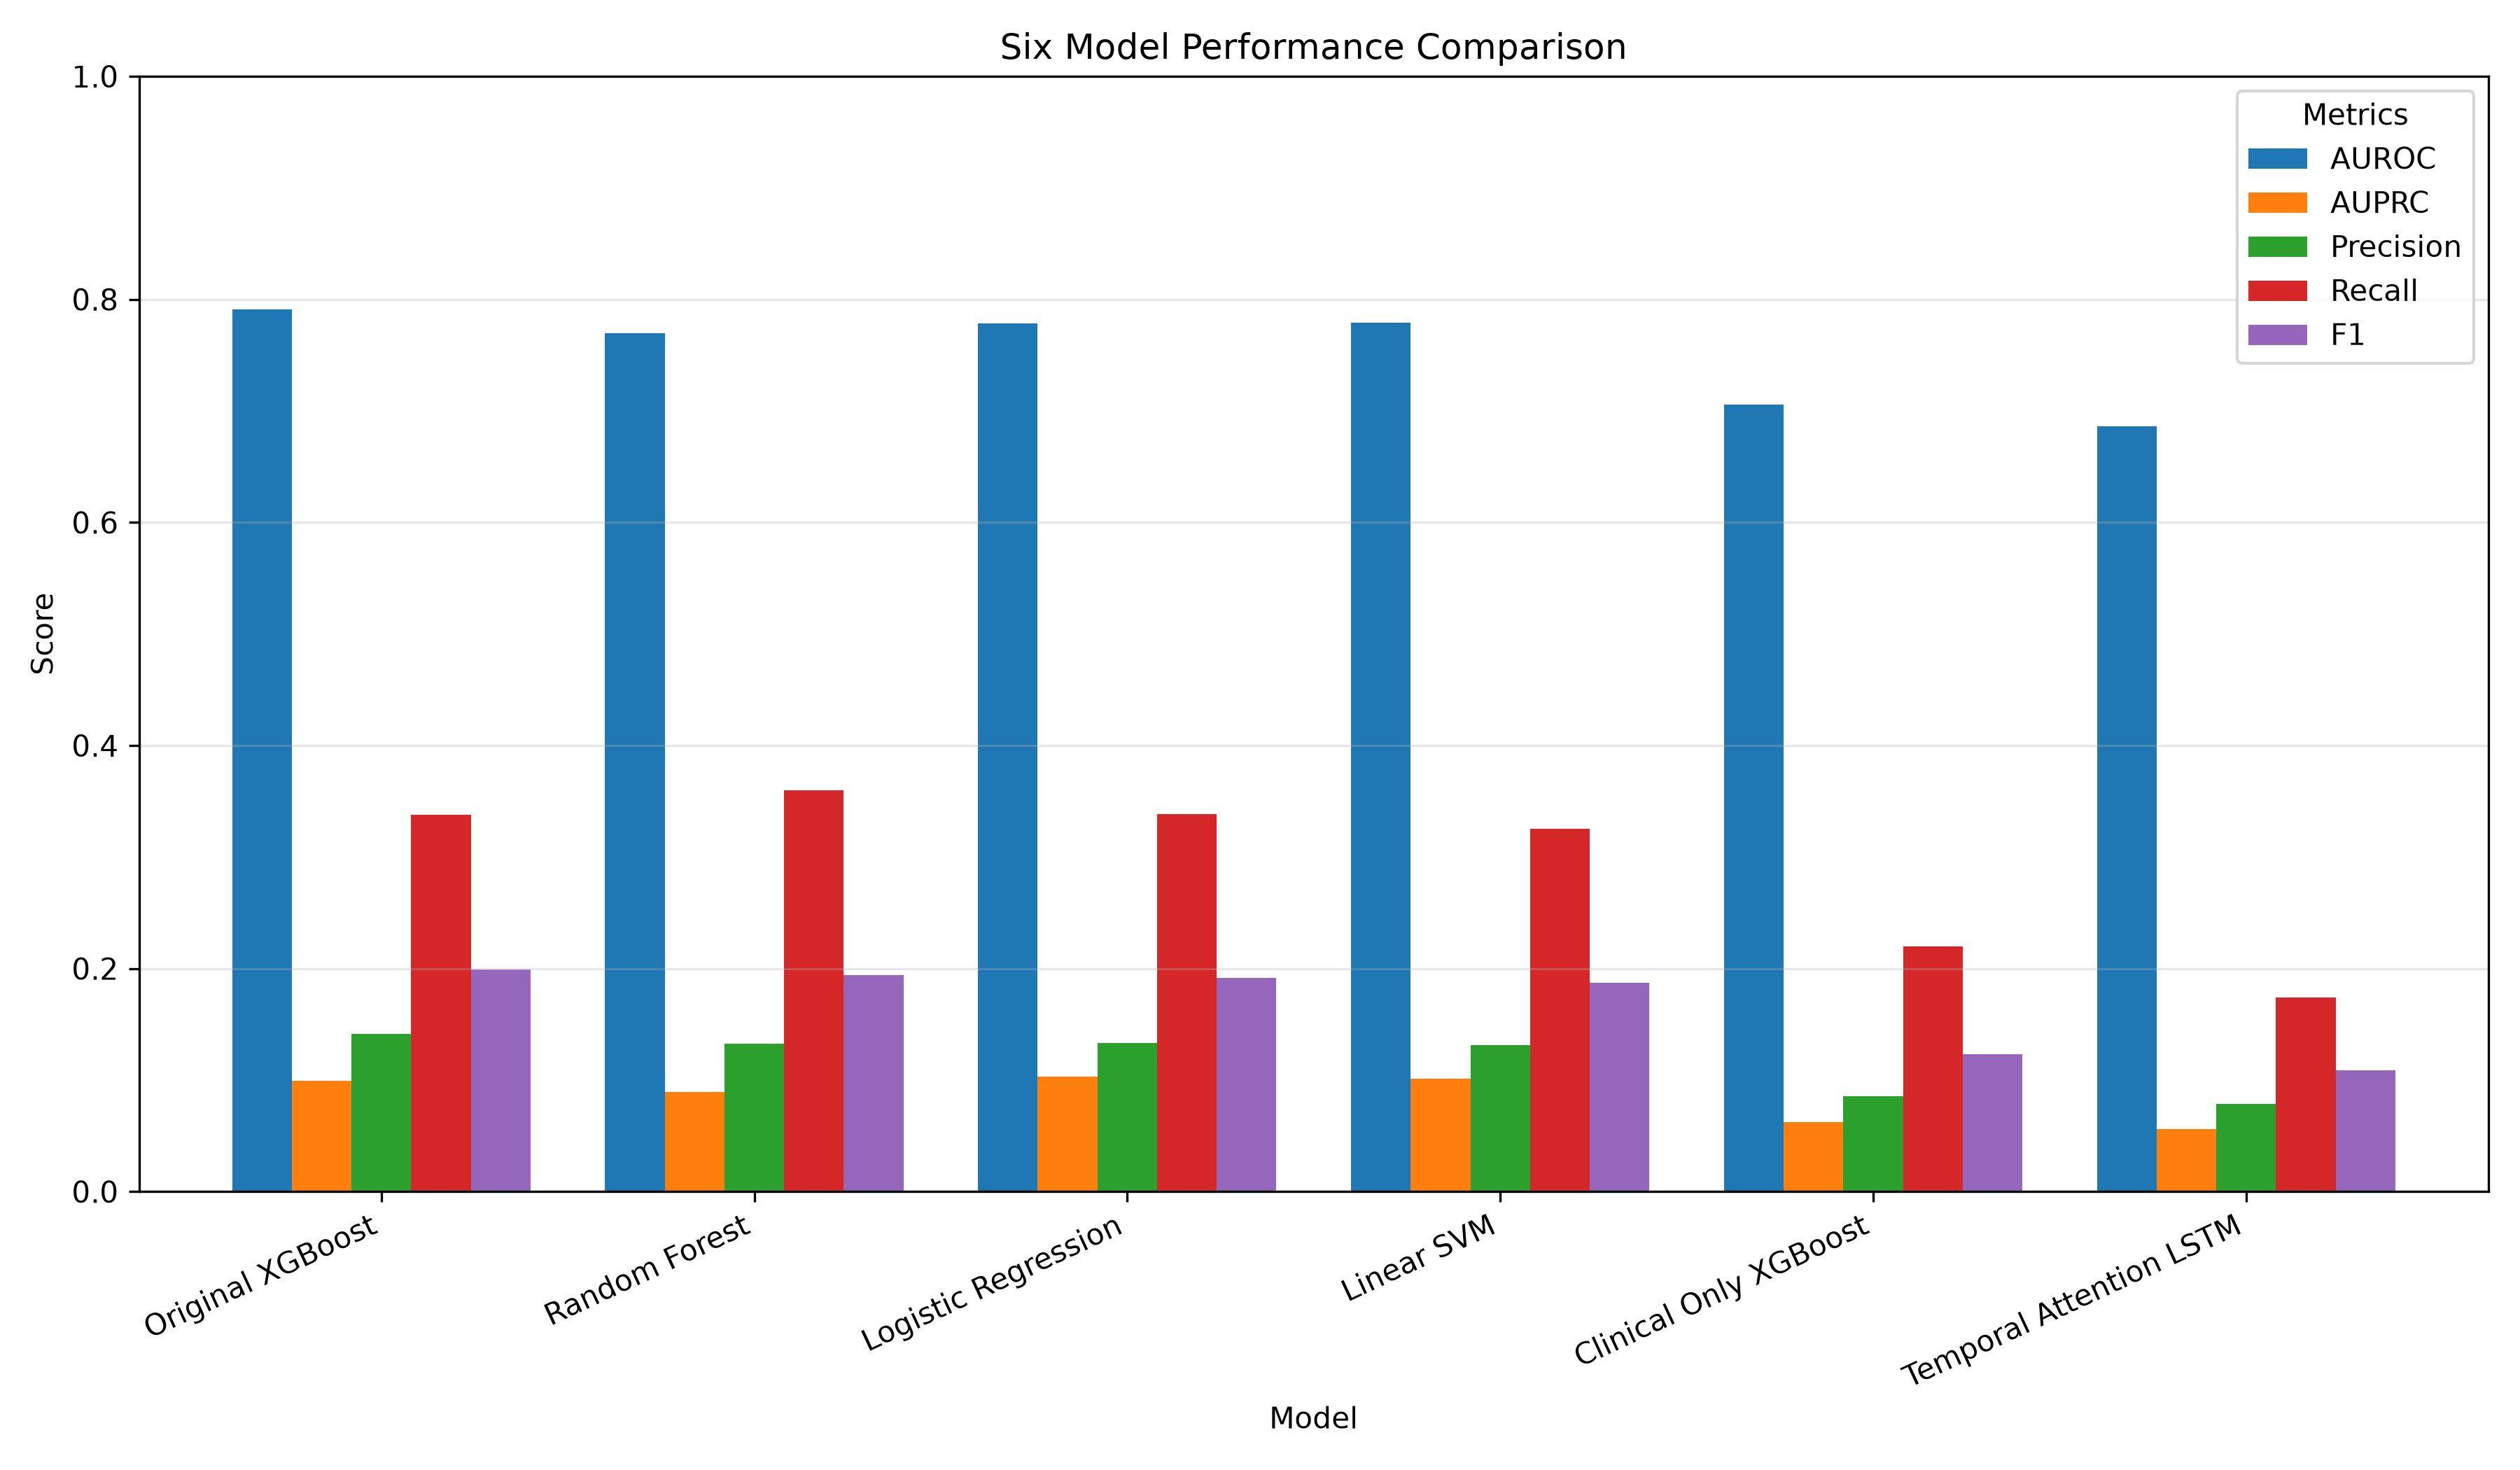 Six Model Performance Comparison
1.0
0.8
0.6
0.4
0.2
0.0
Score
Metrics
AUROC
AUPRC
Precision
Recall
F1
Original XGBoost
Random Forest
Logistic Regression
Linear SVM
Clinical Only XGBoost
Temporal Attention LSTM
Model